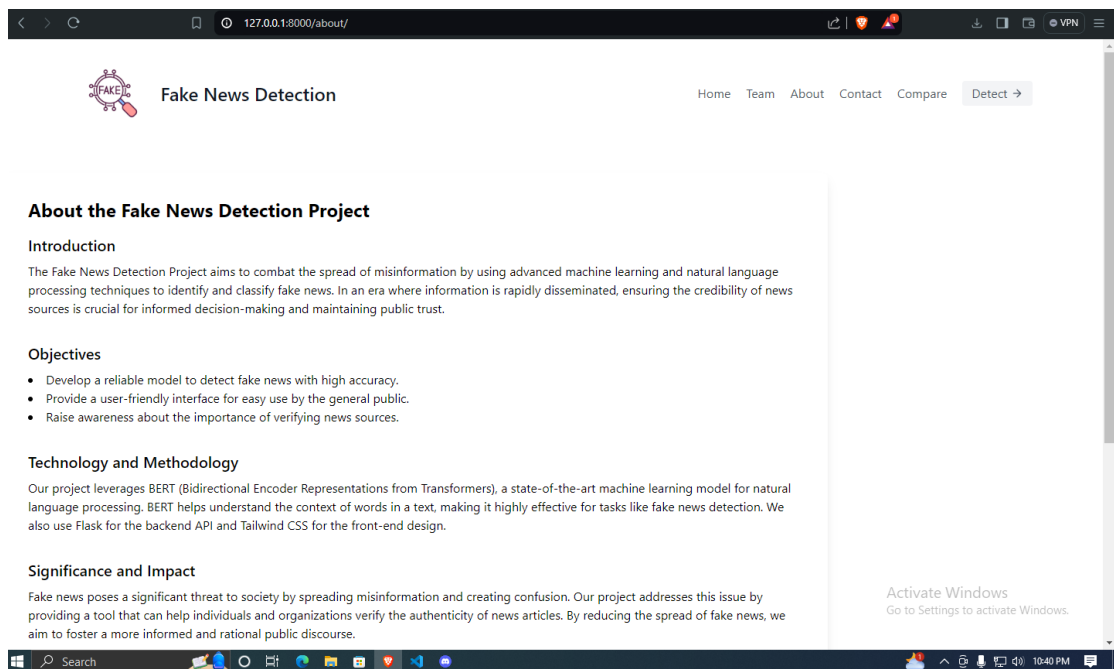 127.0.0.1:8000/about/
VPN
FAKE
Fake News Detection
Home Team About Contact Compare Detect →
About the Fake News Detection Project
Introduction
The Fake News Detection Project aims to combat the spread of misinformation by using advanced machine learning and natural language
processing techniques to identify and classify fake news. In an era where information is rapidly disseminated, ensuring the credibility of news
sources is crucial for informed decision-making and maintaining public trust.
Objectives
• Develop a reliable model to detect fake news with high accuracy.
• Provide a user-friendly interface for easy use by the general public.
• Raise awareness about the importance of verifying news sources.
Technology and Methodology
Our project leverages BERT (Bidirectional Encoder Representations from Transformers), a state-of-the-art machine learning model for natural
language processing. BERT helps understand the context of words in a text, making it highly effective for tasks like fake news detection. We
also use Flask for the backend API and Tailwind CSS for the front-end design.
Significance and Impact
Fake news poses a significant threat to society by spreading misinformation and creating confusion. Our project addresses this issue by
providing a tool that can help individuals and organizations verify the authenticity of news articles. By reducing the spread of fake news, we
aim to foster a more informed and rational public discourse.
Activate Windows
Go to Settings to activate Windows.
Search
10:40 PM